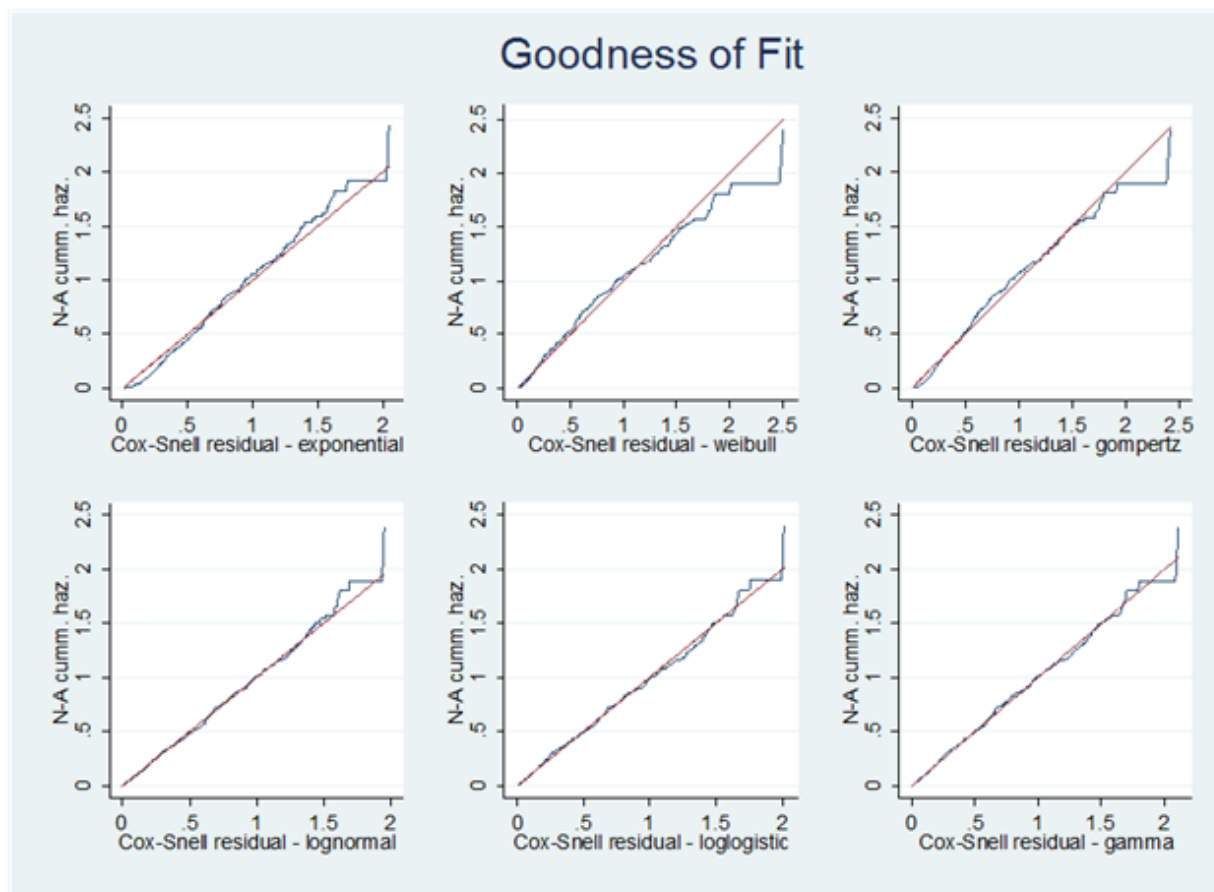 Goodness of Fit
N-A cumm. haz.
2.5
2
1.5
1
.5
0
0 .5 1 1.5 2
Cox-Snell residual - exponential
N-A cumm. haz.
2.5
2
1.5
1
.5
0
0 .5 1 1.5 2 2.5
Cox-Snell residual - weibull
N-A cumm. haz.
2.5
2
1.5
1
.5
0
0 .5 1 1.5 2 2.5
Cox-Snell residual - gompertz
N-A cumm. haz.
2.5
2
1.5
1
.5
0
0 .5 1 1.5 2
Cox-Snell residual - lognormal
N-A cumm. haz.
2.5
2
1.5
1
.5
0
0 .5 1 1.5 2
Cox-Snell residual - loglogistic
N-A cumm. haz.
2.5
2
1.5
1
.5
0
0 .5 1 1.5 2
Cox-Snell residual - gamma